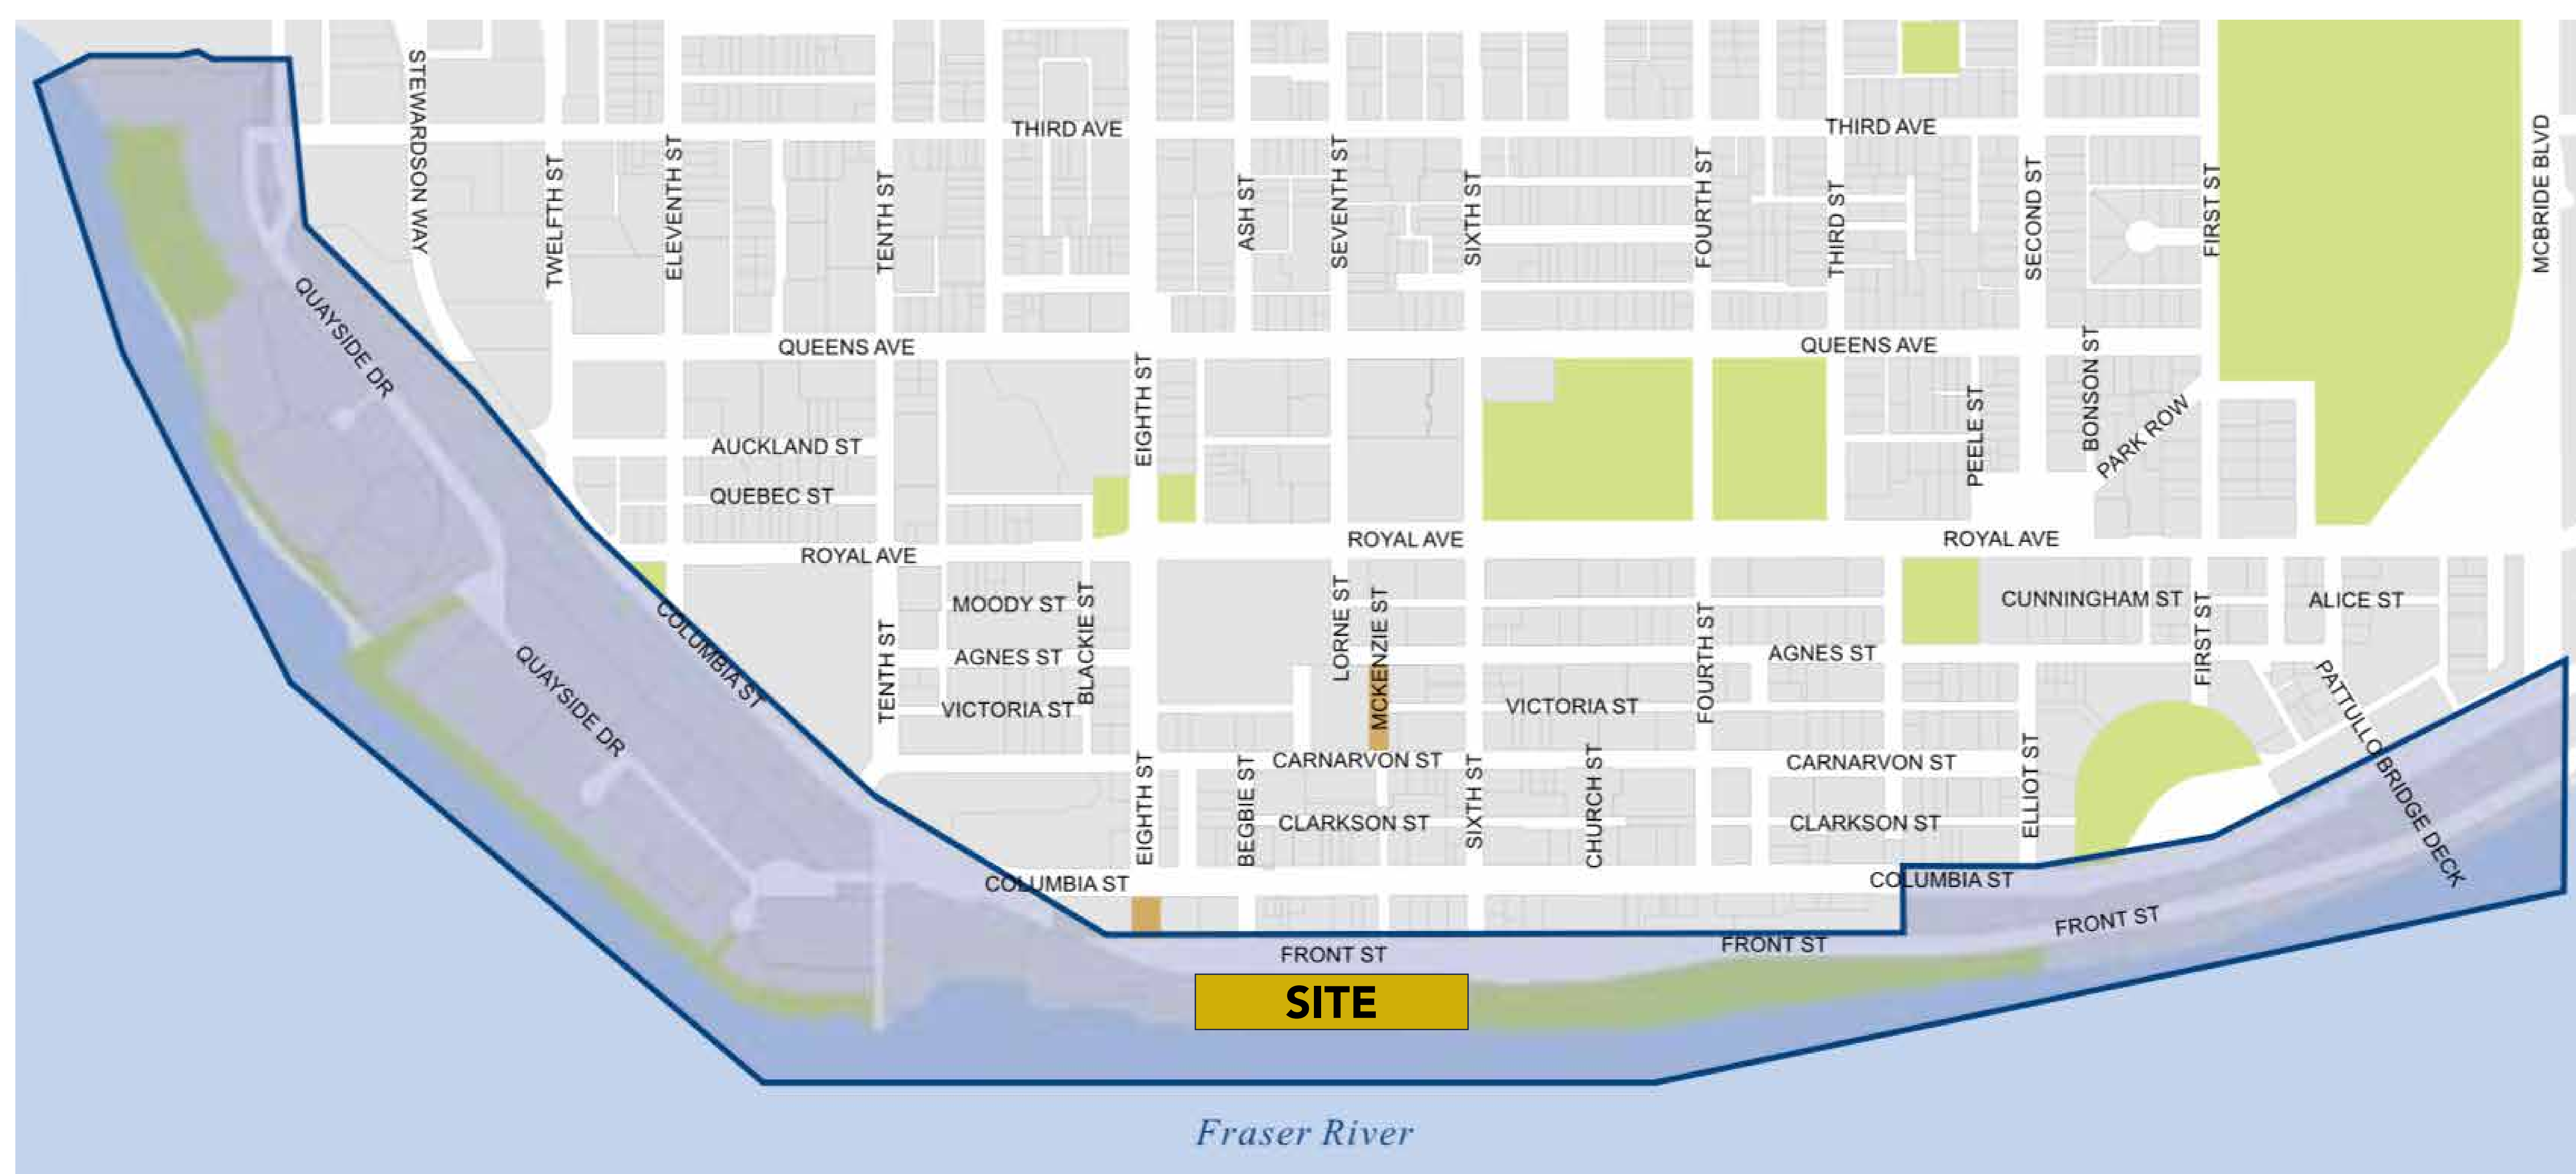 STEWARDSON WAY
THIRD AVE
THIRD AVE
TWELFTH ST
ELEVENTH ST
TENTH ST
ASH ST
SEVENTH ST
SIXTH ST
FOURTH ST
THIRD ST
SECOND ST
FIRST ST
MCBRIDE BLVD
QUAYSIDE DR
QUEENS AVE
QUEENS AVE
EIGHTH ST
PEELE ST
BONSON ST
PARK ROW
AUCKLAND ST
QUEBEC ST
ROYAL AVE
ROYAL AVE
ROYAL AVE
COLUMBIA ST
MOODY ST
BLACKIE ST
LORNE ST
MCKENZIE ST
CUNNINGHAM ST
ALICE ST
TENTH ST
AGNES ST
FOURTH ST
AGNES ST
FIRST ST
QUAYSIDE DR
VICTORIA ST
VICTORIA ST
PATTULLO BRIDGE DECK
CARNARVON ST
CARNARVON ST
EIGHTH ST
BEGBIE ST
SIXTH ST
CHURCH ST
ELLIOT ST
CLARKSON ST
CLARKSON ST
COLUMBIA ST
COLUMBIA ST
FRONT ST
FRONT ST
FRONT ST
SITE
Fraser River